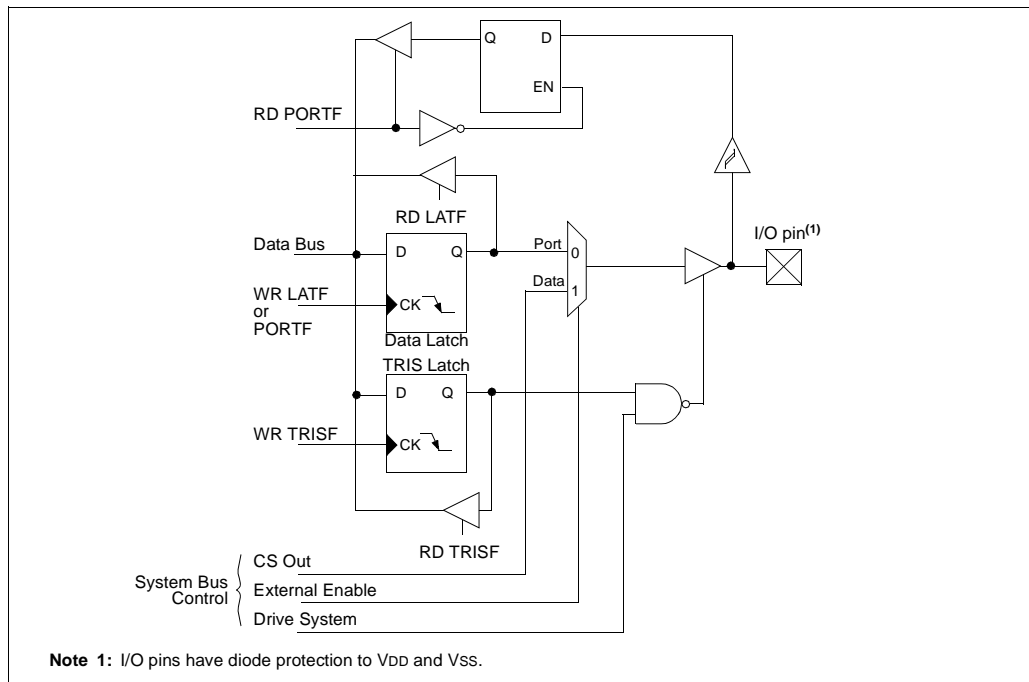 Q D
EN
RD PORTF
RD LATF
I/O pin(1)
Data Bus
D Q
Port 0
WR LATF
or
PORTF
CK
Data 1
Data Latch
TRIS Latch
D Q
WR TRISF
CK
RD TRISF
System Bus
Control
CS Out
External Enable
Drive System
Note 1: I/O pins have diode protection to VDD and VSS.